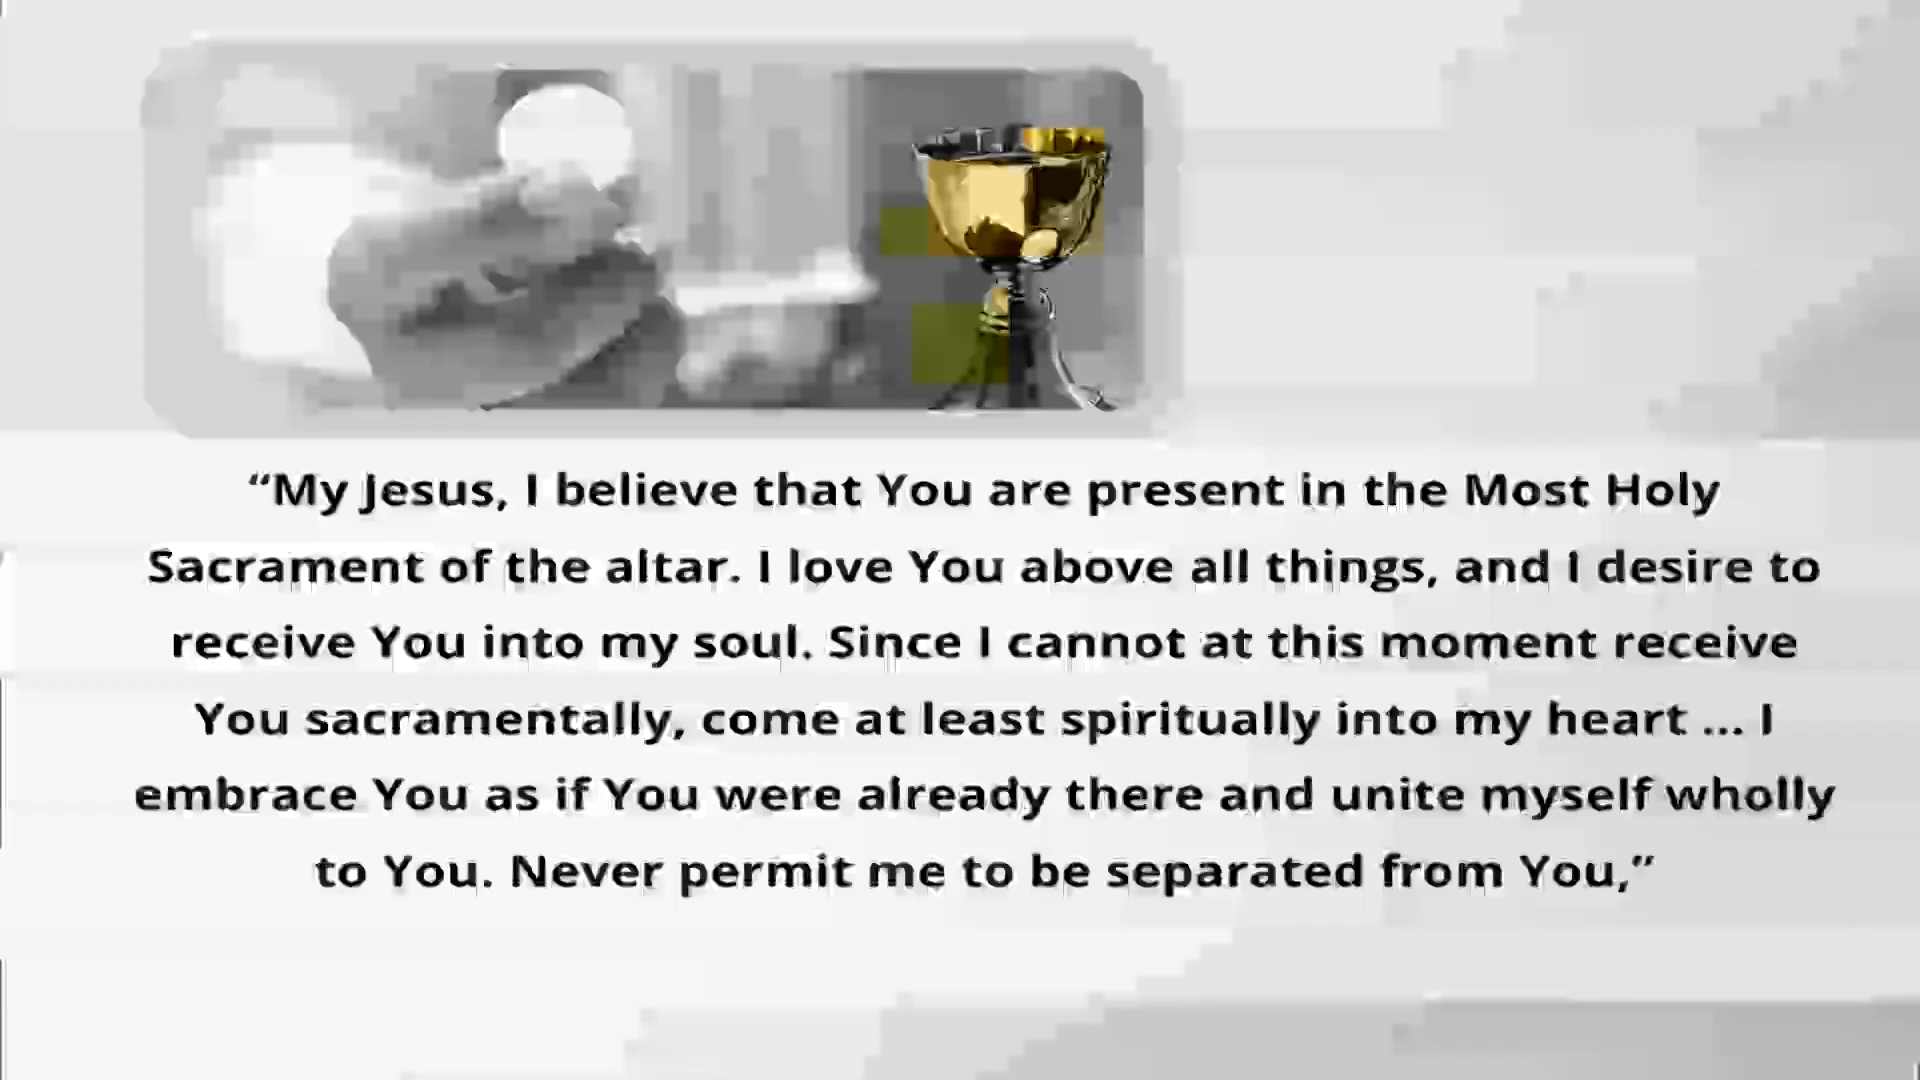 “My Jesus, I believe that You are present in the Most Holy
Sacrament of the altar. I love You above all things, and I desire to
receive You into my soul. Since I cannot at this moment receive
You sacramentally, come at least spiritually into my heart ... I
embrace You as if You were already there and unite myself wholly
to You. Never permit me to be separated from You,”